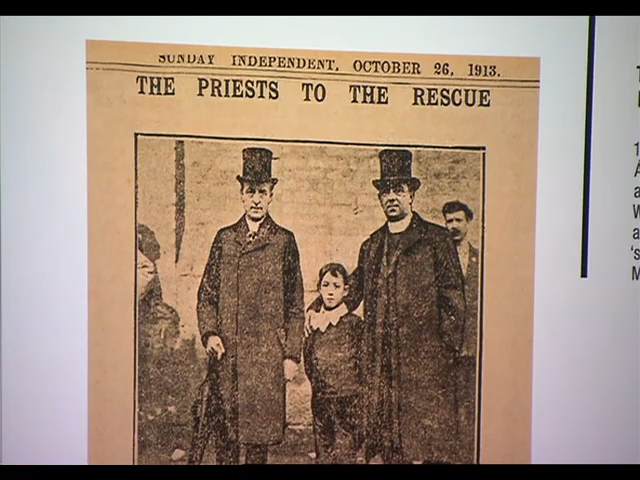 SUNDAY INDEPENDENT, OCTOBER 26, 1913.
THE PRIESTS TO THE RESCUE